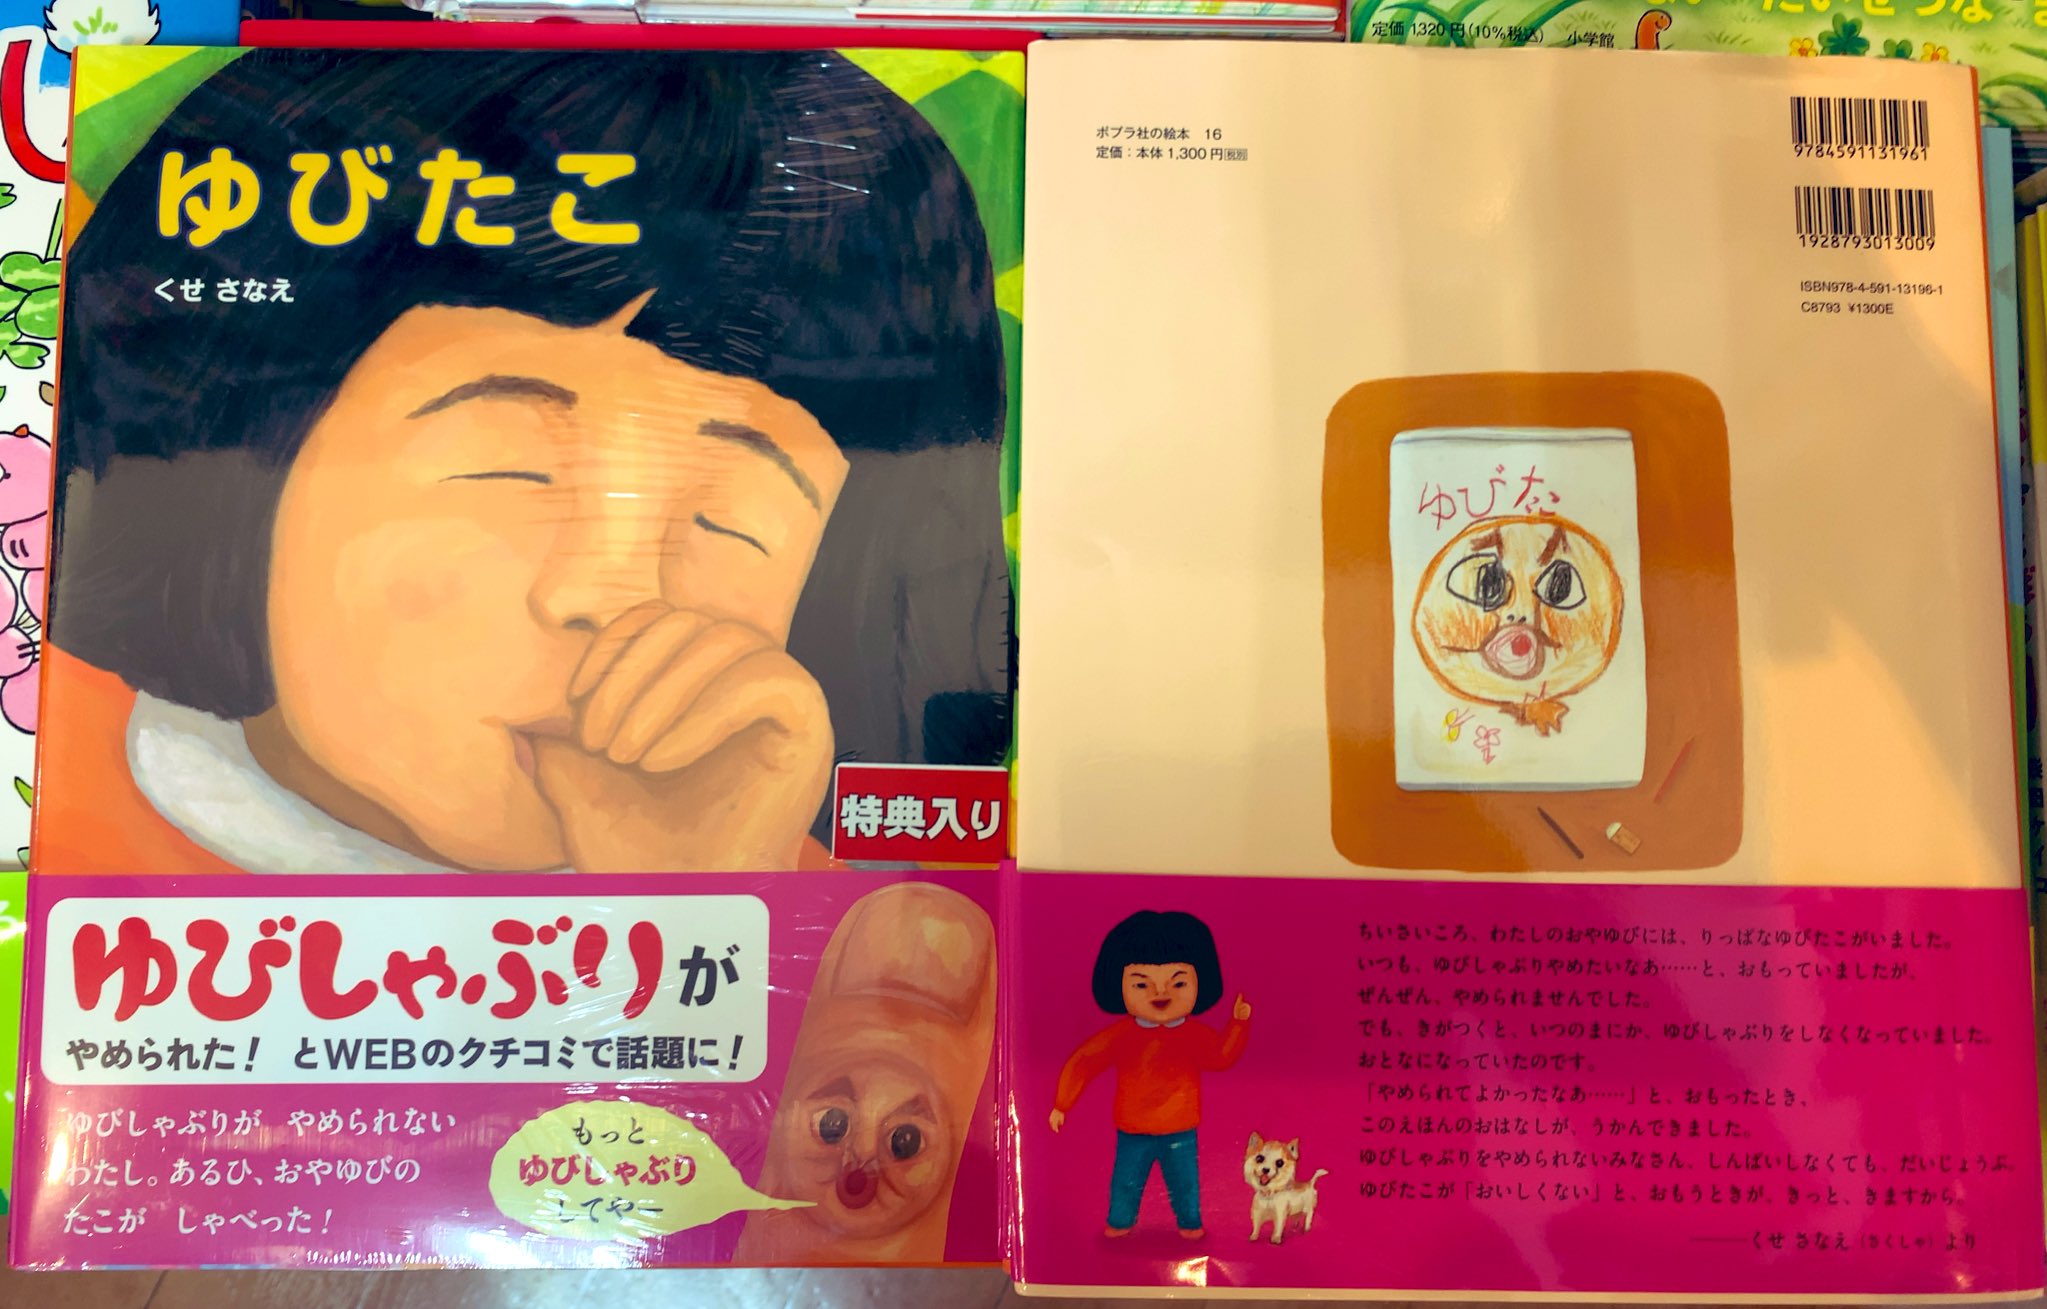 ゆびたこ
くせ さなえ
特典入り
ゆびしゃぶりが
やめられた! とWEBのクチコミで話題に!
ゆびしゃぶりが やめられない
わたし。あるひ、おやゆびの
たこが しゃべった!
もっと
ゆびしゃぶり
してやー
定価1,320円(10%税込) 小学館
ポプラ社の絵本 16
定価:本体1,300円税別
9784591131961
1928793013009
ISBN978-4-591-13196-1
C8793 ¥1300E
ゆびたこ
ちいさいころ、わたしのおやゆびには、りっぱなゆびたこがいました。
いつも、ゆびしゃぶりやめたいなあ……と、おもっていましたが、
ぜんぜん、やめられませんでした。
でも、きがつくと、いつのまにか、ゆびしゃぶりをしなくなっていました。
おとなになっていたのです。
「やめられてよかったなあ……」と、おもったとき、
このえほんのおはなしが、うかんできました。
ゆびしゃぶりをやめられないみなさん、しんぱいしなくても、だいじょうぶ。
ゆびたこが「おいしくない」と、おもうときが、きっと、きますから。
――くせ さなえ(さくしゃ)より